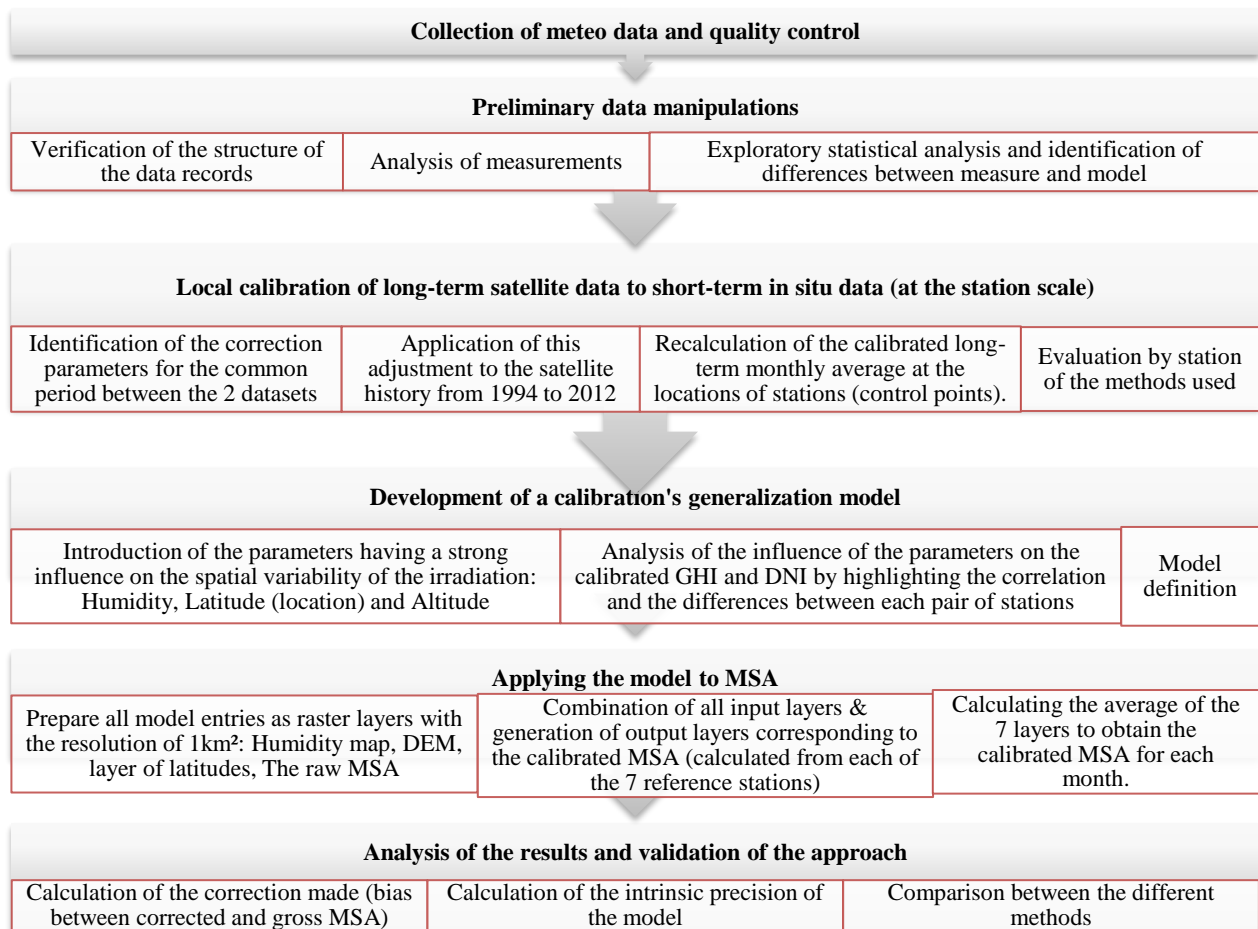 Collection of meteo data and quality control
Preliminary data manipulations
Verification of the structure of
the data records
Analysis of measurements
Exploratory statistical analysis and identification of
differences between measure and model
Local calibration of long-term satellite data to short-term in situ data (at the station scale)
Identification of the correction
parameters for the common
period between the 2 datasets
Application of this
adjustment to the satellite
history from 1994 to 2012
Recalculation of the calibrated long-
term monthly average at the
locations of stations (control points).
Evaluation by station
of the methods used
Development of a calibration's generalization model
Introduction of the parameters having a strong
influence on the spatial variability of the irradiation:
Humidity, Latitude (location) and Altitude
Analysis of the influence of the parameters on the
calibrated GHI and DNI by highlighting the correlation
and the differences between each pair of stations
Model
definition
Applying the model to MSA
Prepare all model entries as raster layers with
the resolution of 1km²: Humidity map, DEM,
layer of latitudes, The raw MSA
Combination of all input layers &
generation of output layers corresponding to
the calibrated MSA (calculated from each of
the 7 reference stations)
Calculating the average of the
7 layers to obtain the
calibrated MSA for each
month.
Analysis of the results and validation of the approach
Calculation of the correction made (bias
between corrected and gross MSA)
Calculation of the intrinsic precision of
the model
Comparison between the different
methods